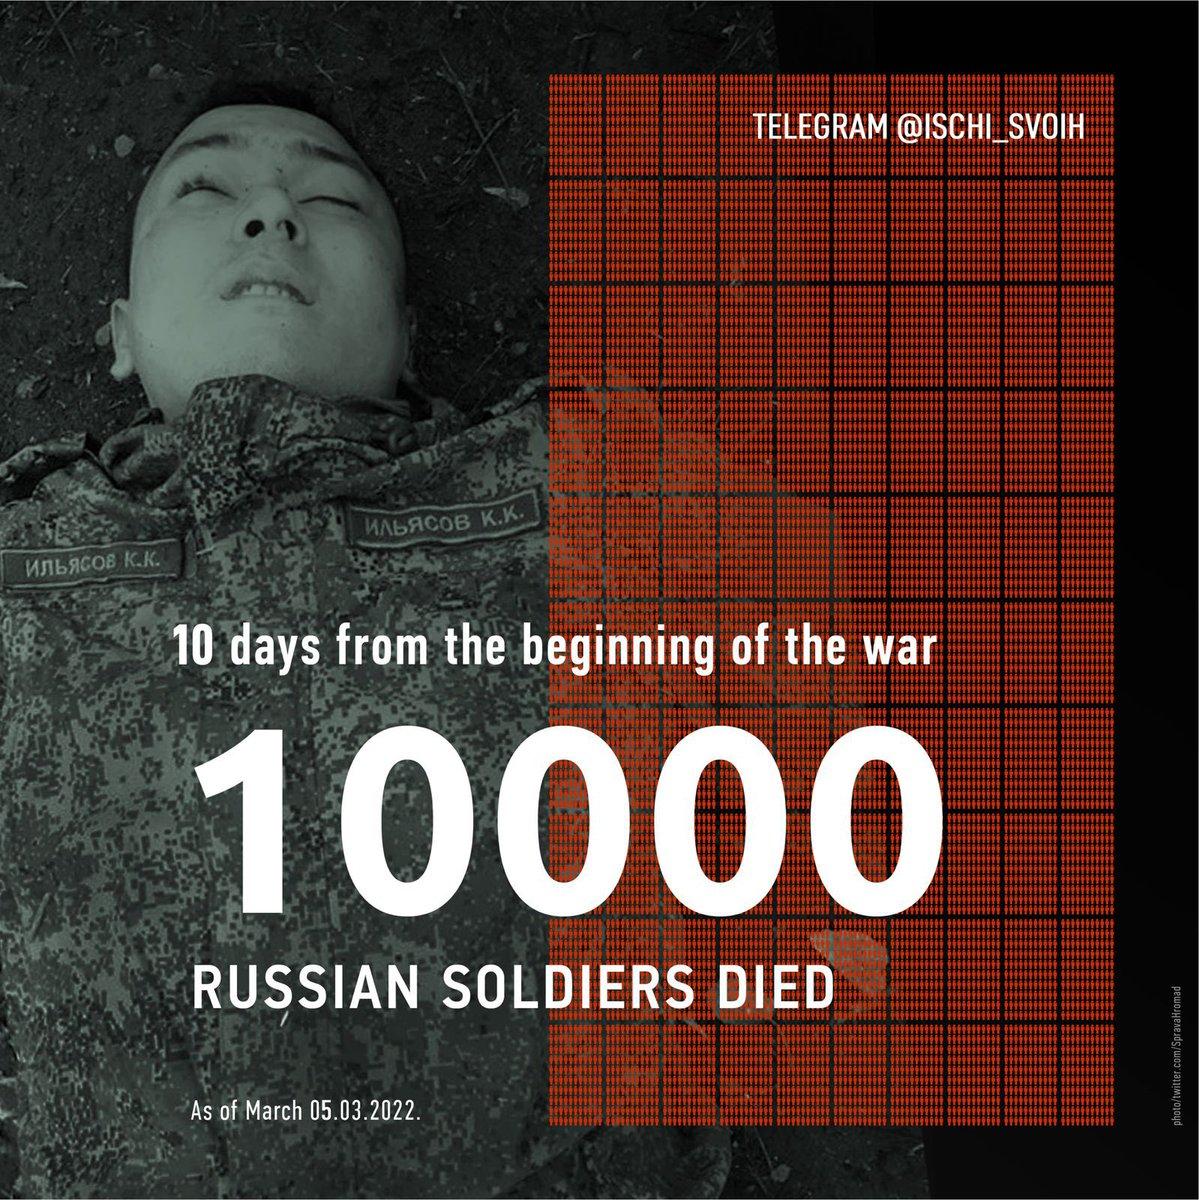 TELEGRAM @ISCHI_SVOIH
ИЛЬЯСОВ К.К.
ИЛЬЯСОВ К.К.
10 days from the beginning of the war
10000
RUSSIAN SOLDIERS DIED
As of March 05.03.2022.
photo/twitter.com/SpravaHromad